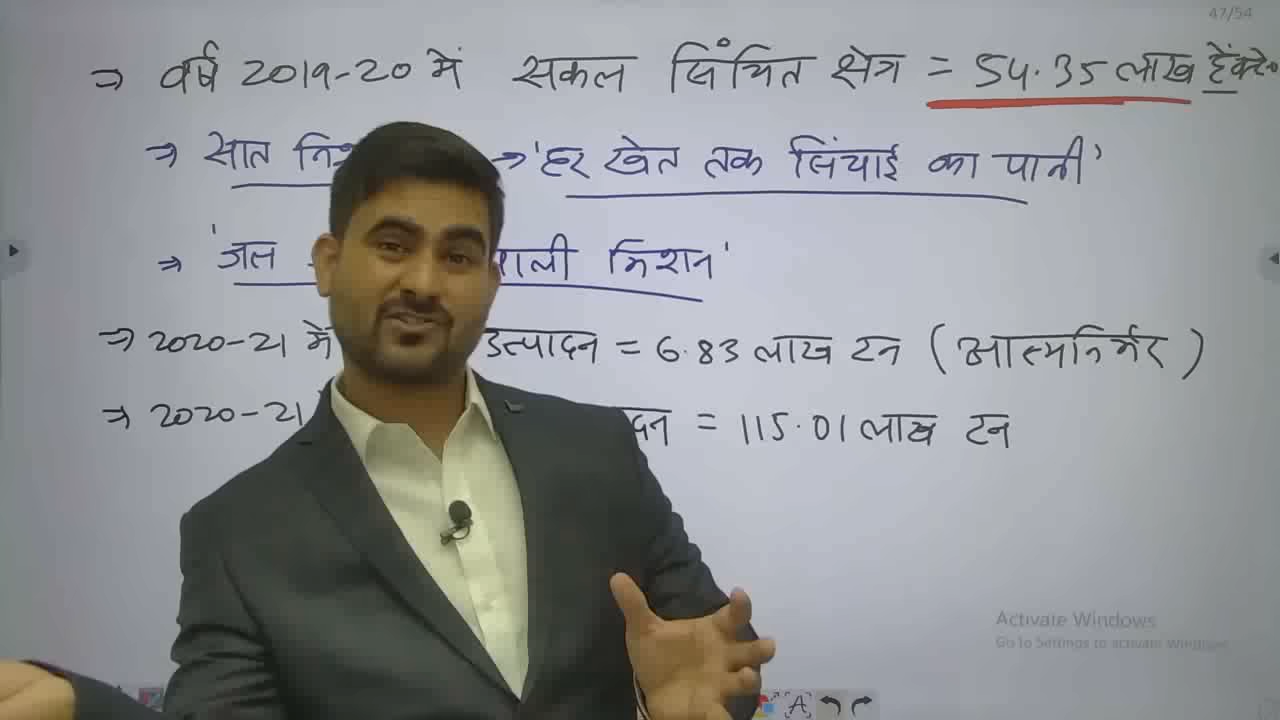 47/54
⇒ वर्ष 2019-20 में सकल सिंचित क्षेत्र = 54.35 लाख हेक्टे०
⇒ सात → 'हर खेत तक सिंचाई का पानी'
⇒ 'जल मिशन'
⇒ 2020-21 में उत्पादन = 6.83 लाख टन (आत्मनिर्भर)
⇒ 2020-21 = 115.01 लाख टन
Activate Windows
Go to Settings to activate Windows.
A